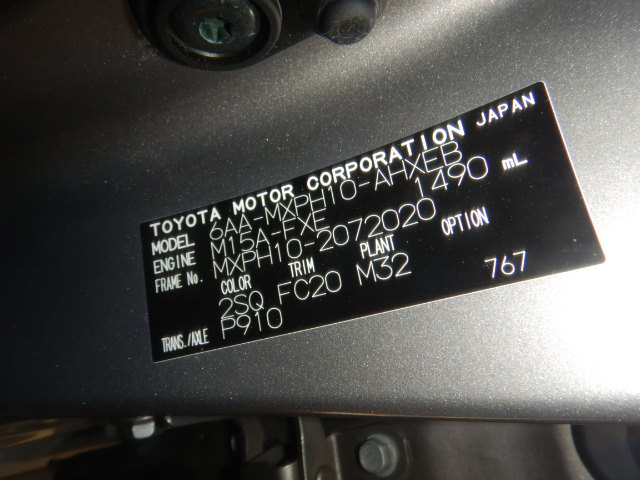 TOYOTA MOTOR CORPORATION JAPAN
MODEL 6AA-MXPH10-AHXEB
ENGINE M15A-FXE 1490 mL
FRAME No. MXPH10-2072020
COLOR TRIM PLANT OPTION
2SQ FC20 M32 767
TRANS./AXLE P910